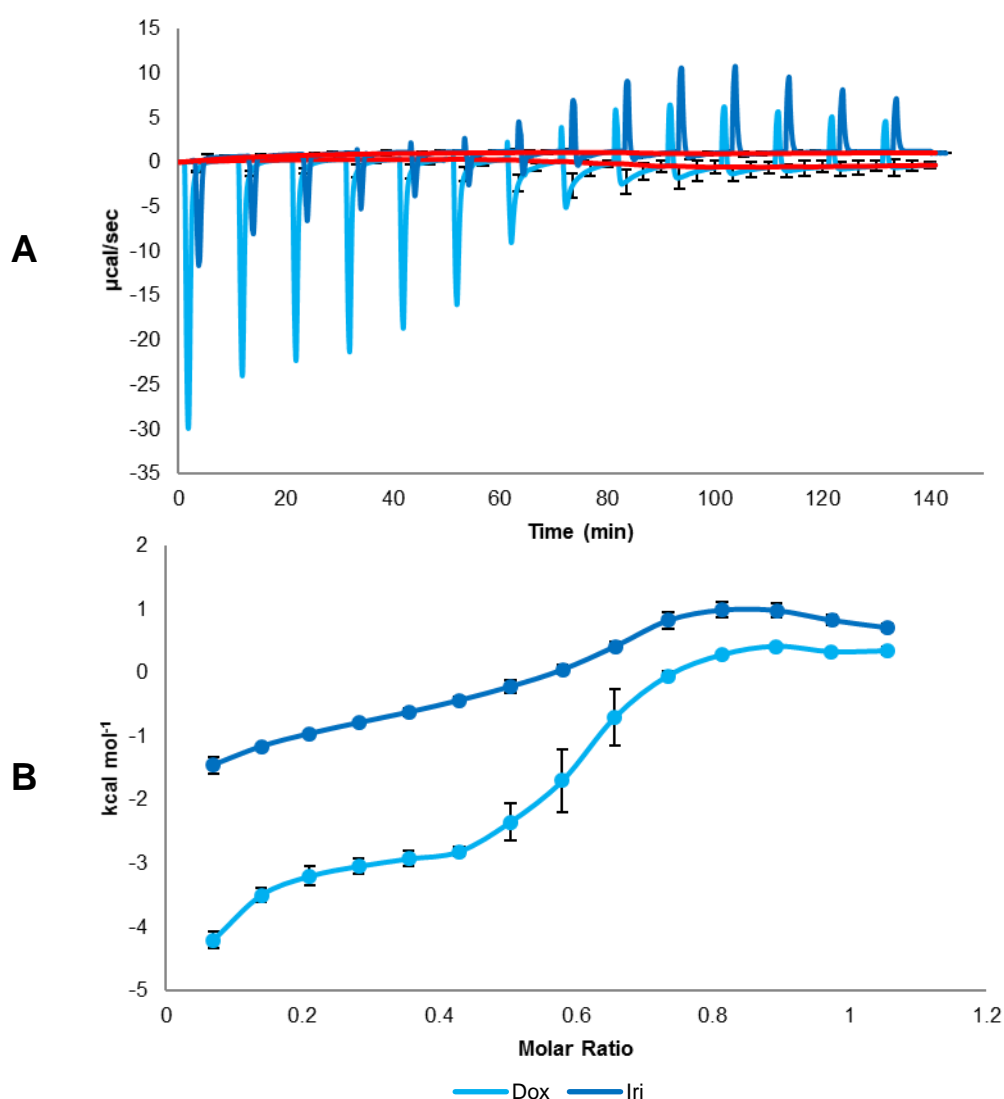 15
10
5
0
-5
-10
-15
-20
-25
-30
-35
A
µcal/sec
0 20 40 60 80 100 120 140
Time (min)
2
1
0
-1
-2
-3
-4
-5
B
kcal mol⁻¹
0 0.2 0.4 0.6 0.8 1 1.2
Molar Ratio
Dox Iri